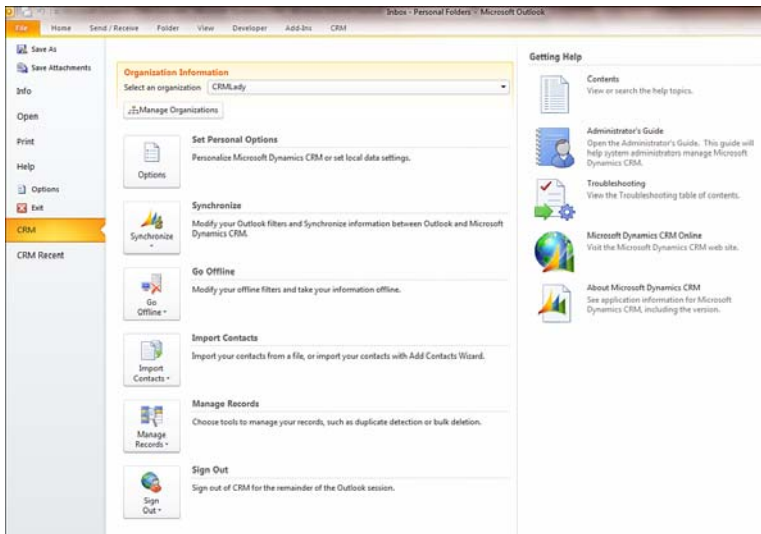 Inbox - Personal Folders - Microsoft Outlook
File Home Send / Receive Folder View Developer Add-Ins CRM
Save As
Save Attachments
Info
Open
Print
Help
Options
Exit
CRM
CRM Recent
Organization Information
Select an organization CRMLady
Manage Organizations
Options
Set Personal Options
Personalize Microsoft Dynamics CRM or set local data settings.
Synchronize
Synchronize
Modify your Outlook filters and Synchronize information between Outlook and Microsoft
Dynamics CRM.
Go
Offline
Go Offline
Modify your offline filters and take your information offline.
Import
Contacts
Import Contacts
Import your contacts from a file, or import your contacts with Add Contacts Wizard.
Manage
Records
Manage Records
Choose tools to manage your records, such as duplicate detection or bulk deletion.
Sign
Out
Sign Out
Sign out of CRM for the remainder of the Outlook session.
Getting Help
Contents
View or search the help topics.
Administrator's Guide
Open the Administrator's Guide. This guide will
help system administrators manage Microsoft
Dynamics CRM.
Troubleshooting
View the Troubleshooting table of contents.
Microsoft Dynamics CRM Online
Visit the Microsoft Dynamics CRM web site.
About Microsoft Dynamics CRM
See application information for Microsoft
Dynamics CRM, including the version.